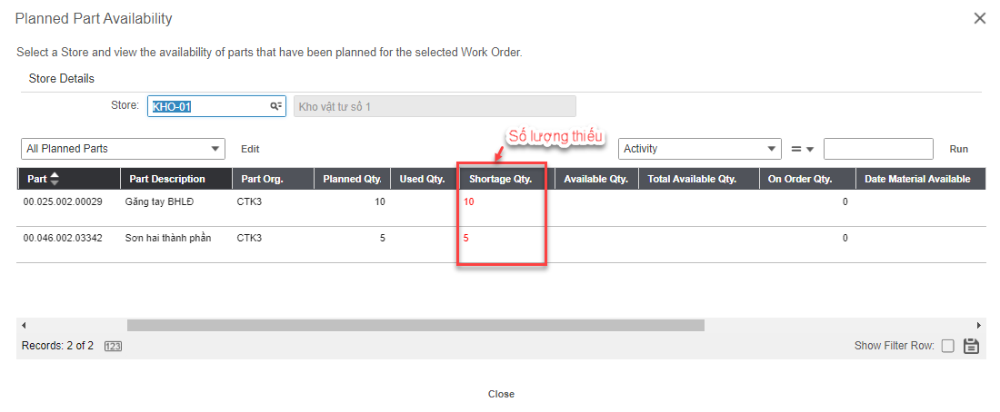 Planned Part Availability
Select a Store and view the availability of parts that have been planned for the selected Work Order.
Store Details
Store: KHO-01 Kho vật tư số 1
Số lượng thiếu
All Planned Parts Edit Activity = Run
Part Part Description Part Org. Planned Qty. Used Qty. Shortage Qty. Available Qty. Total Available Qty. On Order Qty. Date Material Available
00.025.002.00029 Găng tay BHLĐ CTK3 10 10 0
00.046.002.03342 Sơn hai thành phần CTK3 5 5 0
Records: 2 of 2 123 Show Filter Row:
Close